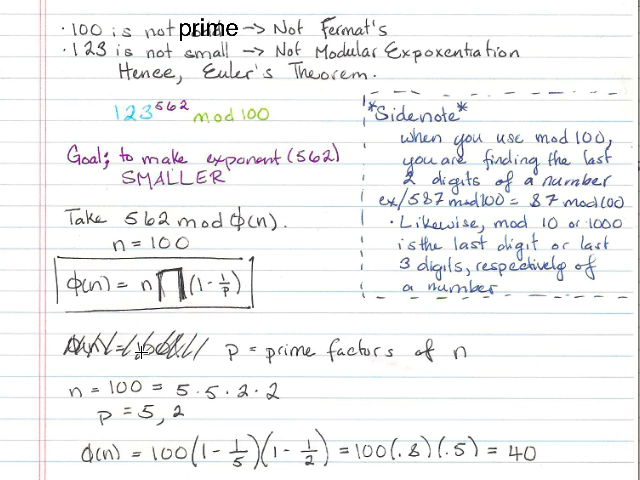 · 100 is not prime → Not Fermat's
· 123 is not small → Not Modular Expoxentiation
Hence, Euler's Theorem.
123^562 mod 100
Goal; to make exponent (562)
SMALLER
Take 562 mod φ(n).
n = 100
φ(n) = n∏(1 - 1/p)
*Sidenote*
when you use mod 100,
you are finding the last
2 digits of a number
ex/ 587 mod 100 = 87 mod 100
· Likewise, mod 10 or 1000
is the last digit or last
3 digits, respectively of
a number
p = prime factors of n
n = 100 = 5 · 5 · 2 · 2
p = 5, 2
φ(n) = 100(1 - 1/5)(1 - 1/2) = 100(.8)(.5) = 40